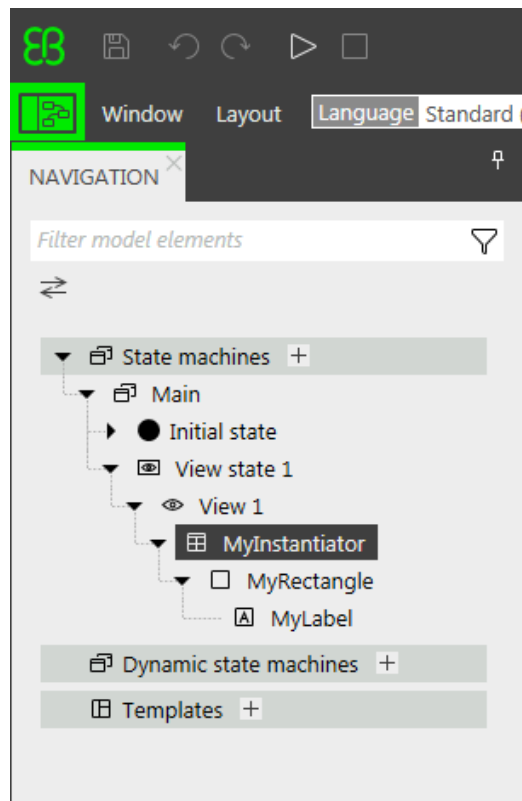 EB
Window Layout Language Standard (
NAVIGATION
Filter model elements
State machines +
Main
Initial state
View state 1
View 1
MyInstantiator
MyRectangle
A MyLabel
Dynamic state machines +
Templates +